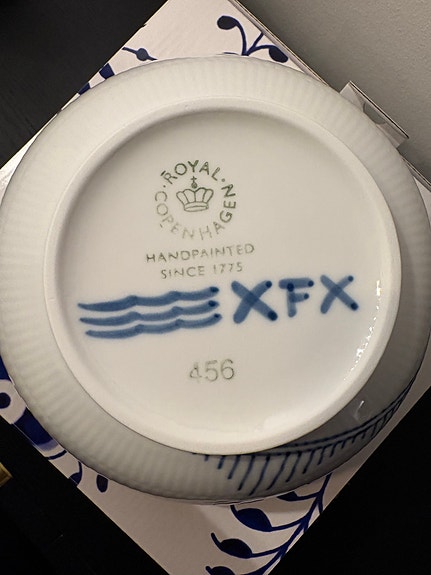 ROYAL
COPENHAGEN
HANDPAINTED
SINCE 1775
XFX
456